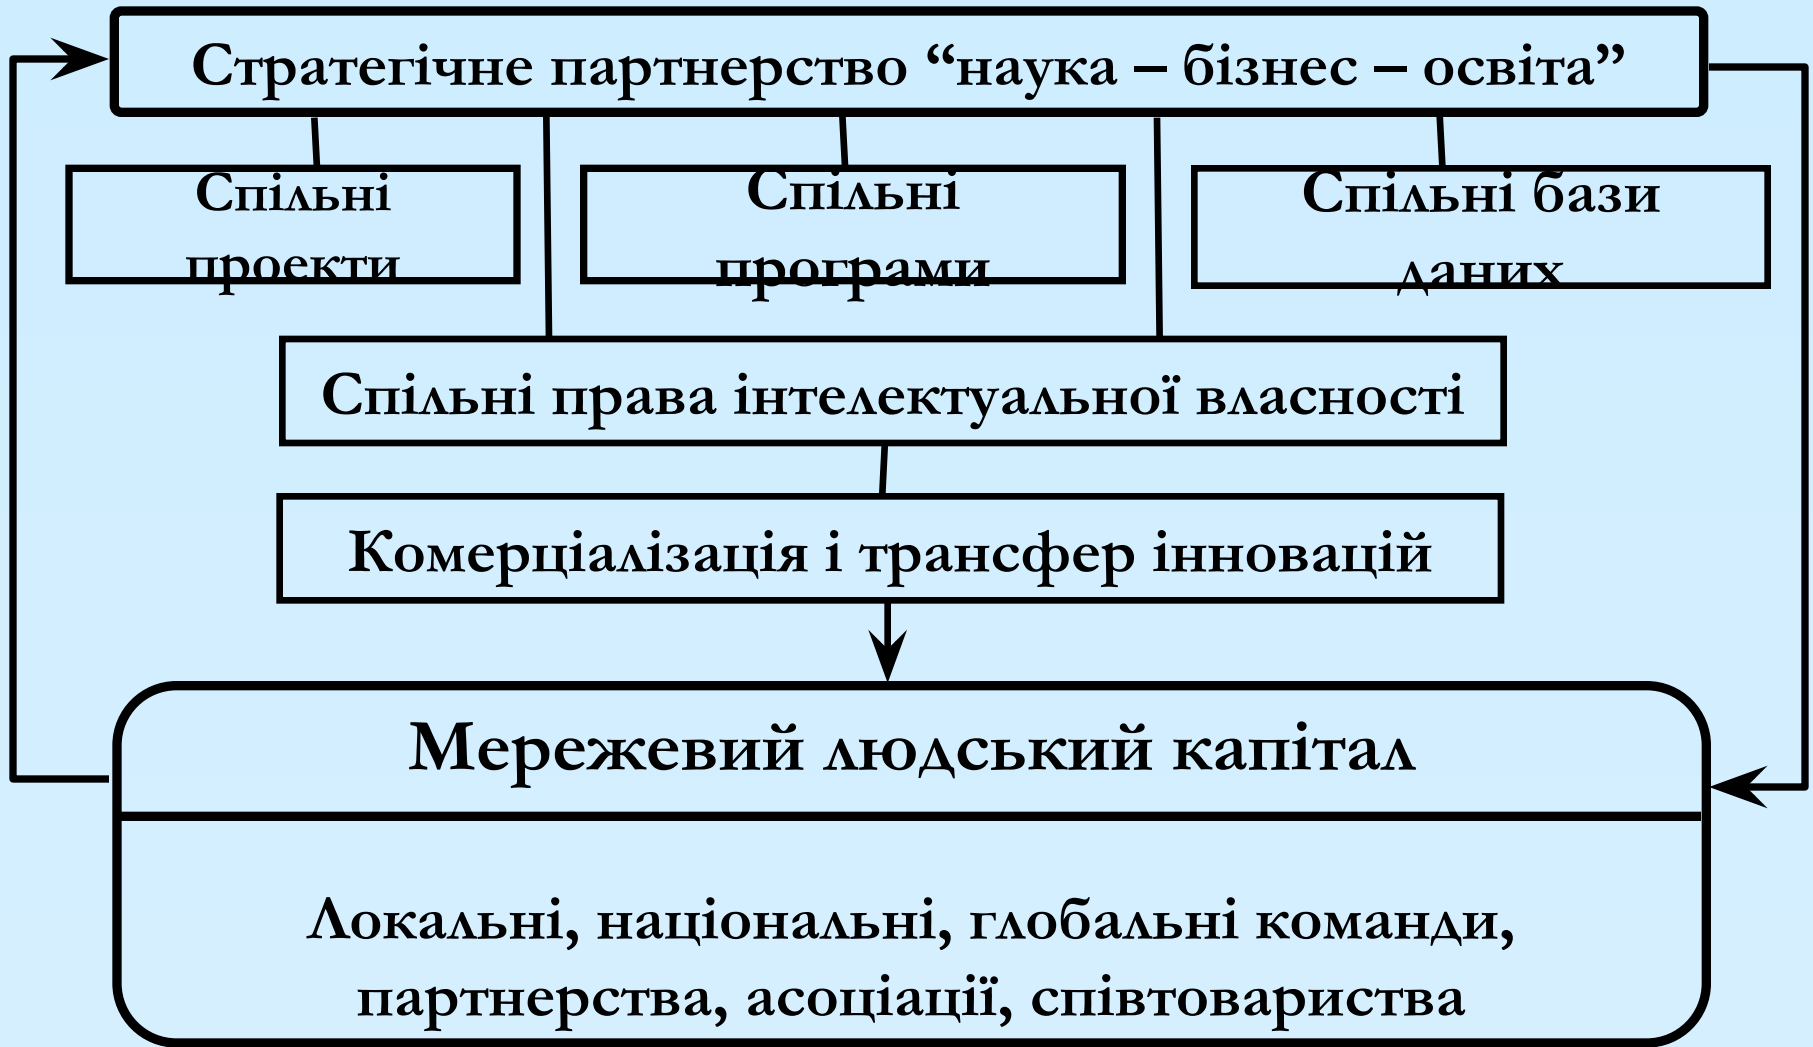 Стратегічне партнерство “наука – бізнес – освіта”
Спільні
проекти
Спільні
програми
Спільні бази
даних
Спільні права інтелектуальної власності
Комерціалізація і трансфер інновацій
Мережевий людський капітал
Локальні, національні, глобальні команди,
партнерства, асоціації, співтовариства